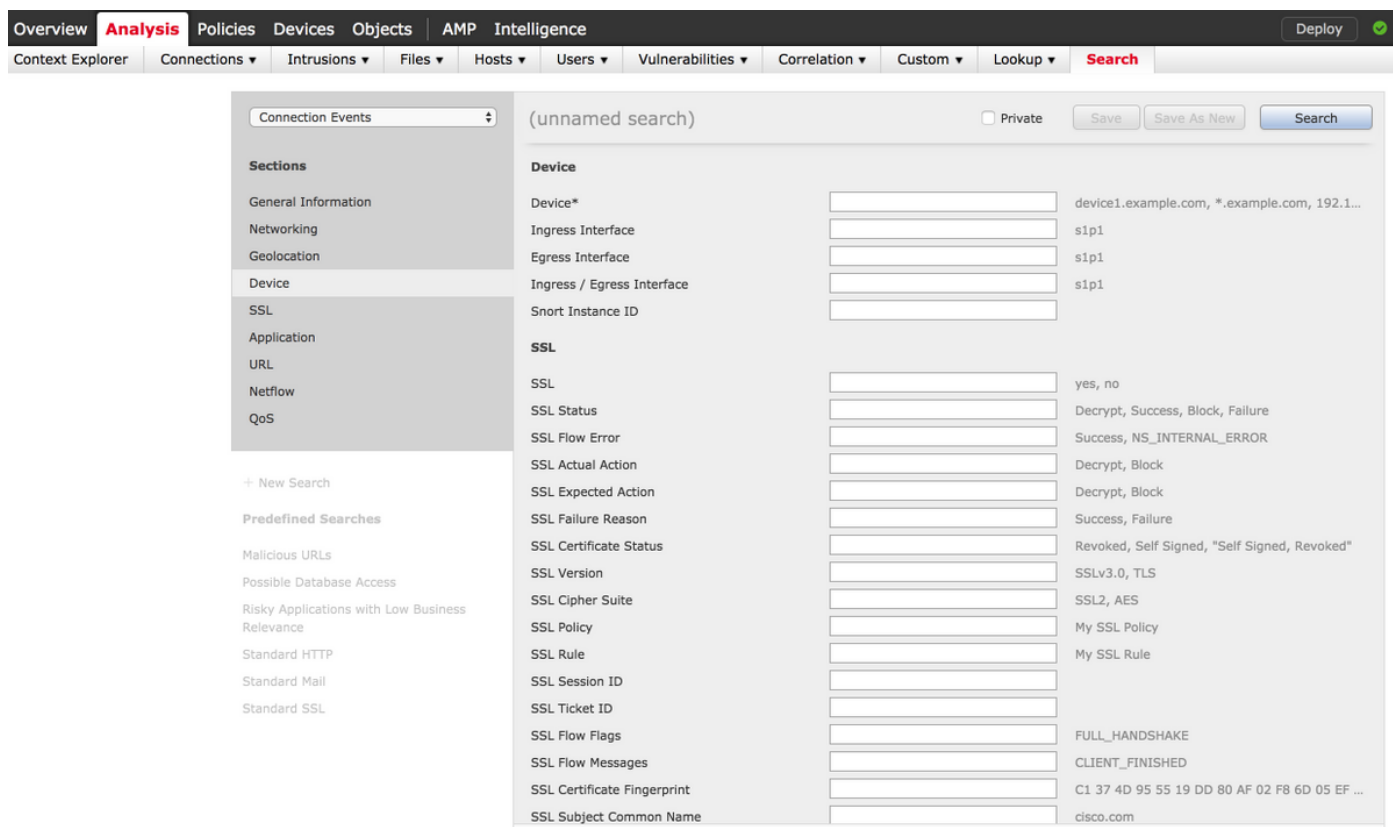 Overview Analysis Policies Devices Objects AMP Intelligence Deploy
Context Explorer Connections ▾ Intrusions ▾ Files ▾ Hosts ▾ Users ▾ Vulnerabilities ▾ Correlation ▾ Custom ▾ Lookup ▾ Search
Connection Events
(unnamed search) Private Save Save As New Search
Sections
General Information
Networking
Geolocation
Device
SSL
Application
URL
Netflow
QoS
+ New Search
Predefined Searches
Malicious URLs
Possible Database Access
Risky Applications with Low Business
Relevance
Standard HTTP
Standard Mail
Standard SSL
Device
Device* device1.example.com, *.example.com, 192.1...
Ingress Interface s1p1
Egress Interface s1p1
Ingress / Egress Interface s1p1
Snort Instance ID
SSL
SSL yes, no
SSL Status Decrypt, Success, Block, Failure
SSL Flow Error Success, NS_INTERNAL_ERROR
SSL Actual Action Decrypt, Block
SSL Expected Action Decrypt, Block
SSL Failure Reason Success, Failure
SSL Certificate Status Revoked, Self Signed, "Self Signed, Revoked"
SSL Version SSLv3.0, TLS
SSL Cipher Suite SSL2, AES
SSL Policy My SSL Policy
SSL Rule My SSL Rule
SSL Session ID
SSL Ticket ID
SSL Flow Flags FULL_HANDSHAKE
SSL Flow Messages CLIENT_FINISHED
SSL Certificate Fingerprint C1 37 4D 95 55 19 DD 80 AF 02 F8 6D 05 EF ...
SSL Subject Common Name cisco.com